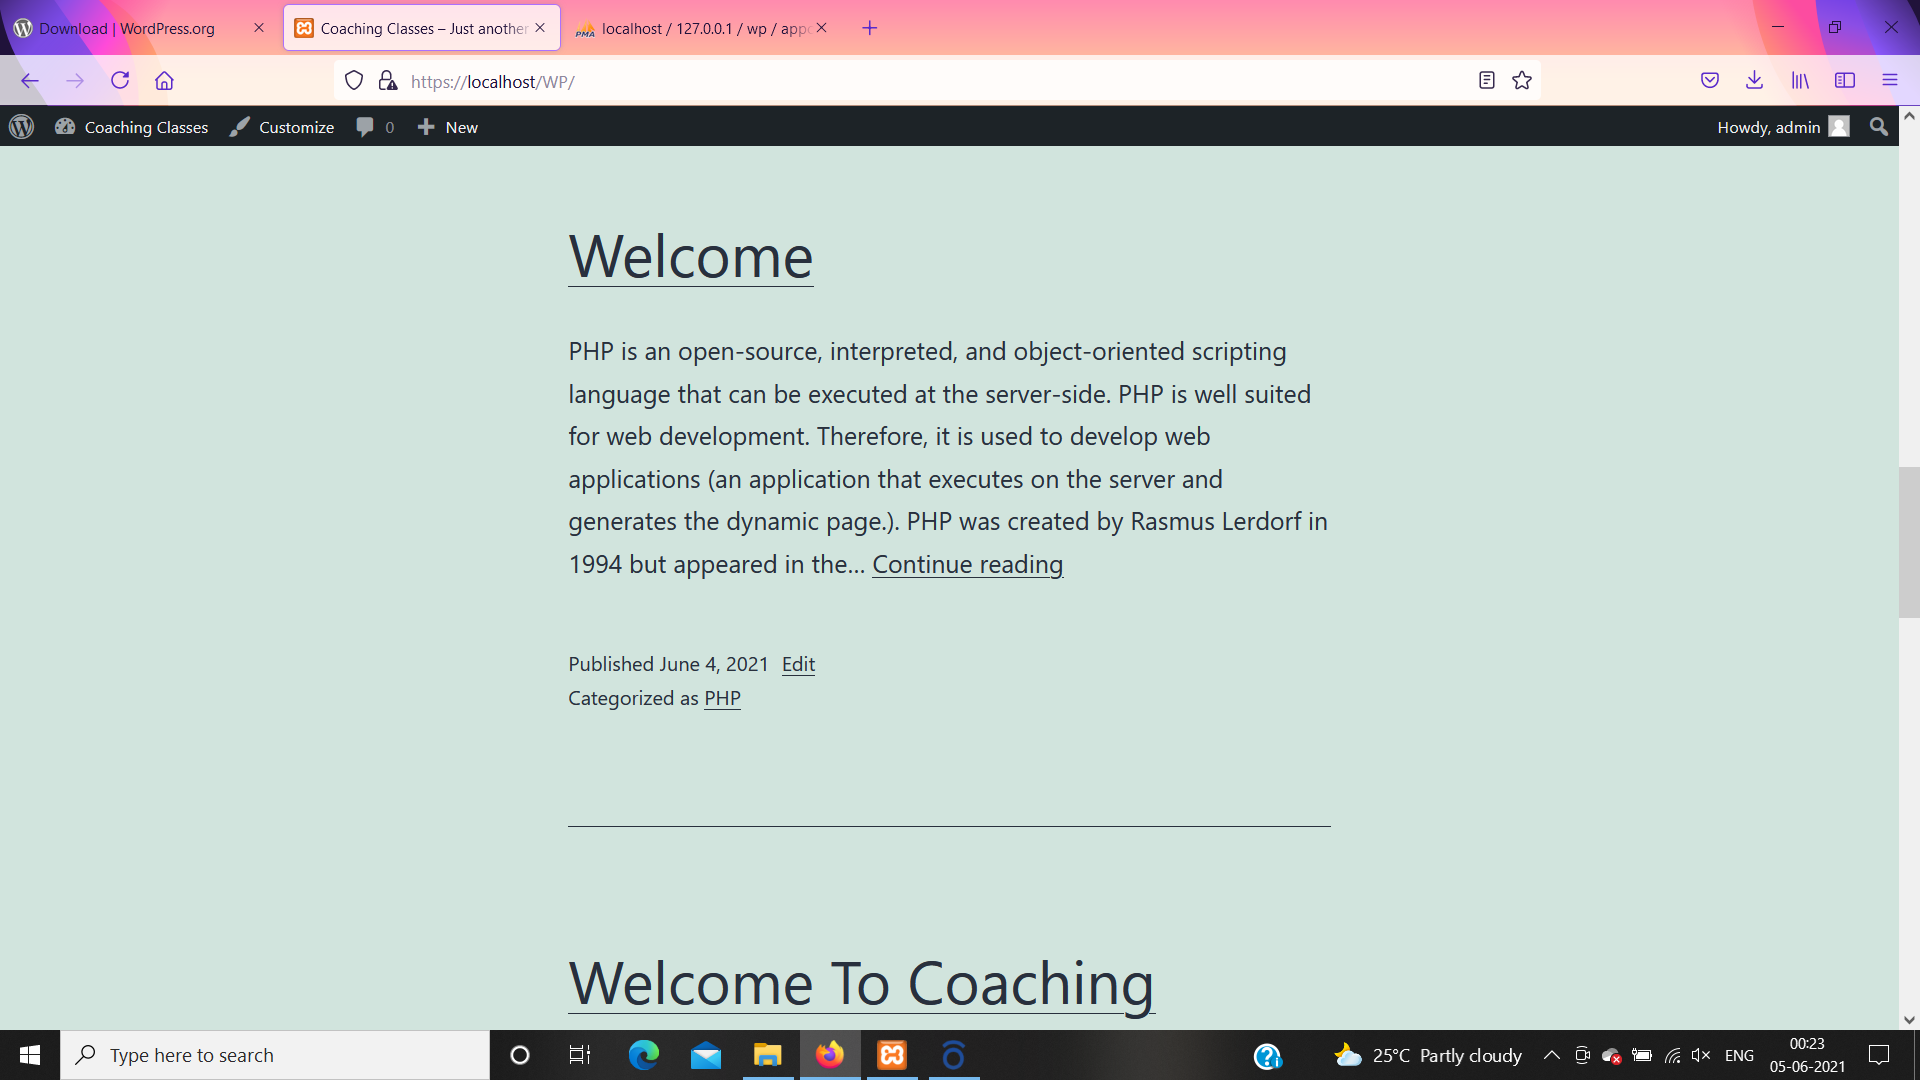 Download | WordPress.org
Coaching Classes – Just another
PMA localhost / 127.0.0.1 / wp / app
https://localhost/WP/
Coaching Classes Customize 0 New Howdy, admin
Welcome
PHP is an open-source, interpreted, and object-oriented scripting
language that can be executed at the server-side. PHP is well suited
for web development. Therefore, it is used to develop web
applications (an application that executes on the server and
generates the dynamic page.). PHP was created by Rasmus Lerdorf in
1994 but appeared in the… Continue reading
Published June 4, 2021 Edit
Categorized as PHP
Welcome To Coaching
Type here to search
25°C Partly cloudy
ENG
00:23
05-06-2021